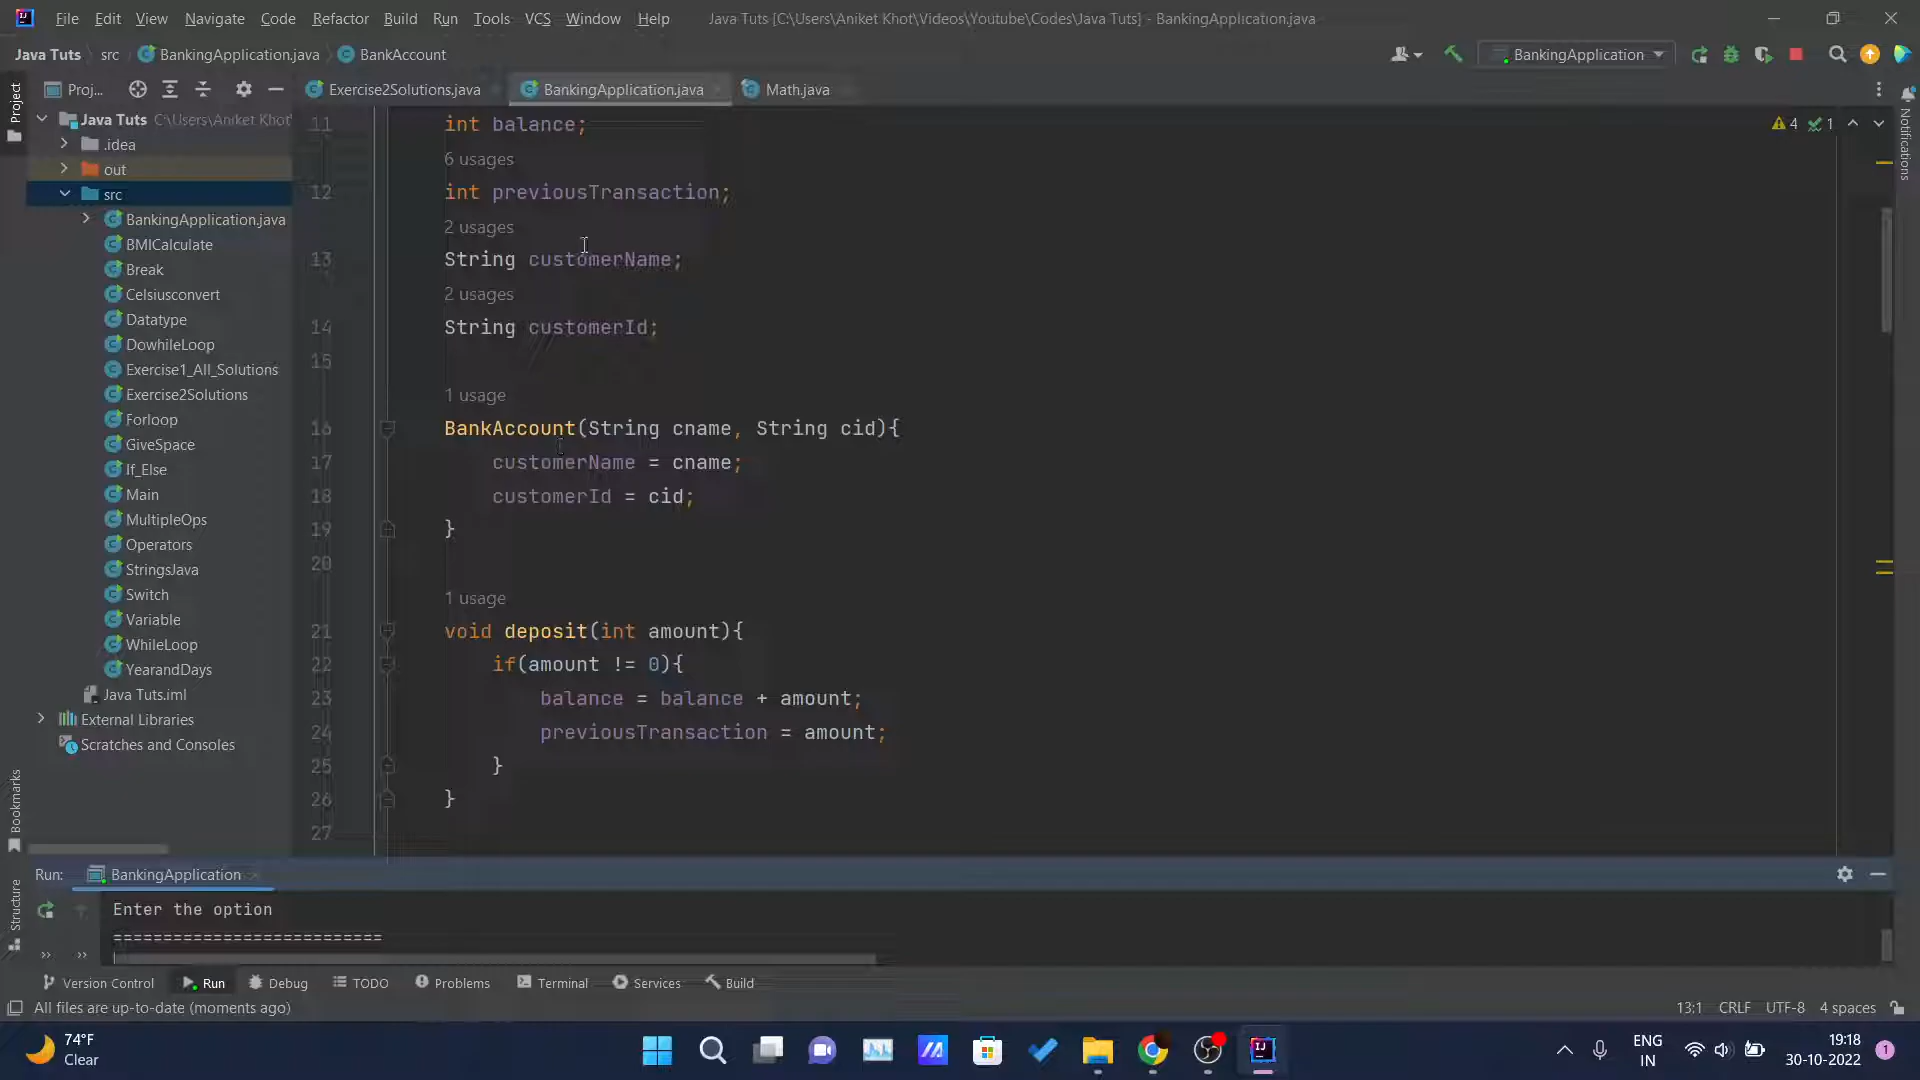 File Edit View Navigate Code Refactor Build Run Tools VCS Window Help Java Tuts [C:\Users\Aniket Khot\Videos\Youtube\Codes\Java Tuts] - BankingApplication.java
Java Tuts src BankingApplication.java BankAccount BankingApplication
Project Proj... Exercise2Solutions.java BankingApplication.java Math.java
Notifications
Java Tuts C:\Users\Aniket Khot
.idea
out
src
BankingApplication.java
BMICalculate
Break
Celsiusconvert
Datatype
DowhileLoop
Exercise1_All_Solutions
Exercise2Solutions
Forloop
GiveSpace
If_Else
Main
MultipleOps
Operators
StringsJava
Switch
Variable
WhileLoop
YearandDays
Java Tuts.iml
External Libraries
Scratches and Consoles
4 1
11 int balance;
6 usages
12 int previousTransaction;
2 usages
13 String customerName;
2 usages
14 String customerId;
15
1 usage
16 BankAccount(String cname, String cid){
17 customerName = cname;
18 customerId = cid;
19 }
20
1 usage
21 void deposit(int amount){
22 if(amount != 0){
23 balance = balance + amount;
24 previousTransaction = amount;
25 }
26 }
27
Bookmarks
Structure
Run: BankingApplication
Enter the option
===========================
Version Control Run Debug TODO Problems Terminal Services Build
All files are up-to-date (moments ago) 13:1 CRLF UTF-8 4 spaces
74°F
Clear
ENG
IN
19:18
30-10-2022
1